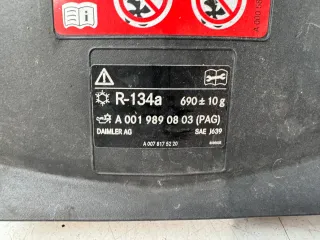 R-134a 690 ± 10 g
A 001 989 08 03 (PAG)
DAIMLER AG SAE J639
A 007 817 52 20